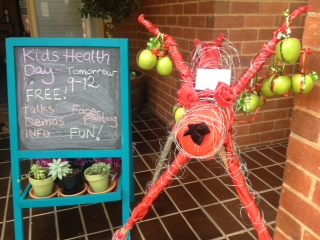 Kids Health
Day Tomorrow
FREE! 9-12
Talks Face
Demos Painting
INFO FUN!